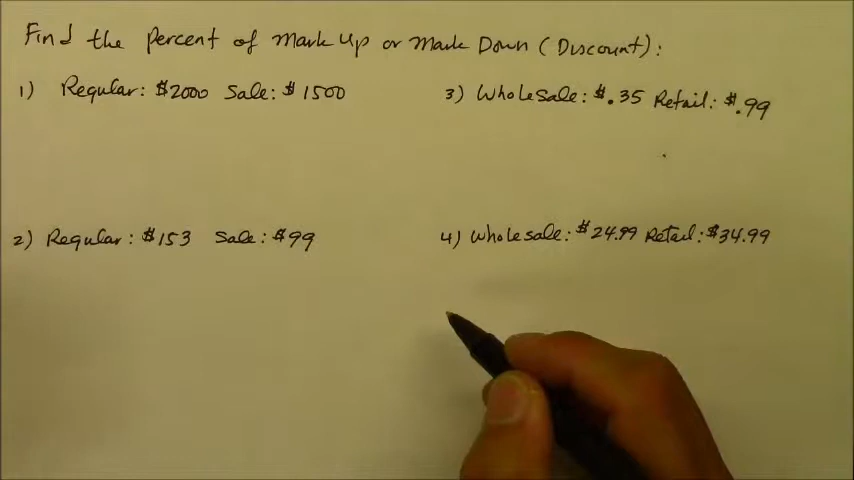 Find the Percent of Mark Up or Mark Down (Discount):
1) Regular: $2000 Sale: $1500
3) Wholesale: $.35 Retail: $.99
2) Regular: $153 Sale: $99
4) Wholesale: $24.99 Retail: $34.99